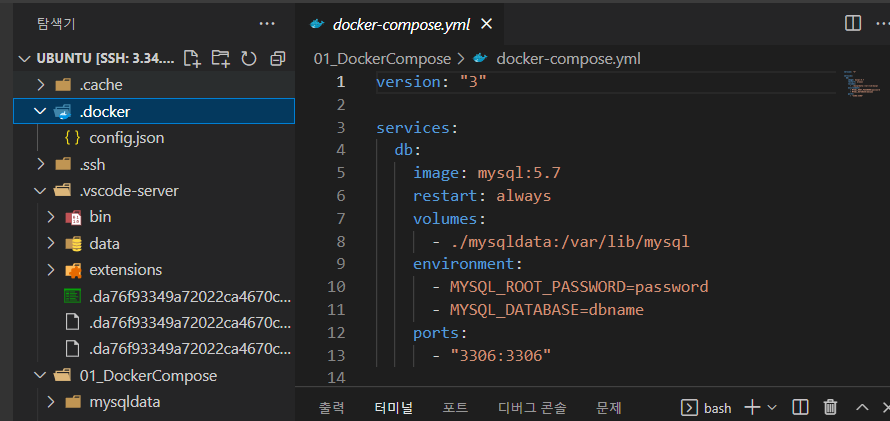 탐색기
UBUNTU [SSH: 3.34....
.cache
.docker
config.json
.ssh
.vscode-server
bin
data
extensions
.da76f93349a72022ca4670c...
.da76f93349a72022ca4670c...
.da76f93349a72022ca4670c...
01_DockerCompose
mysqldata
docker-compose.yml
01_DockerCompose > docker-compose.yml
1 version: "3"
2
3 services:
4 db:
5 image: mysql:5.7
6 restart: always
7 volumes:
8 - ./mysqldata:/var/lib/mysql
9 environment:
10 - MYSQL_ROOT_PASSWORD=password
11 - MYSQL_DATABASE=dbname
12 ports:
13 - "3306:3306"
14
출력 터미널 포트 디버그 콘솔 문제 bash